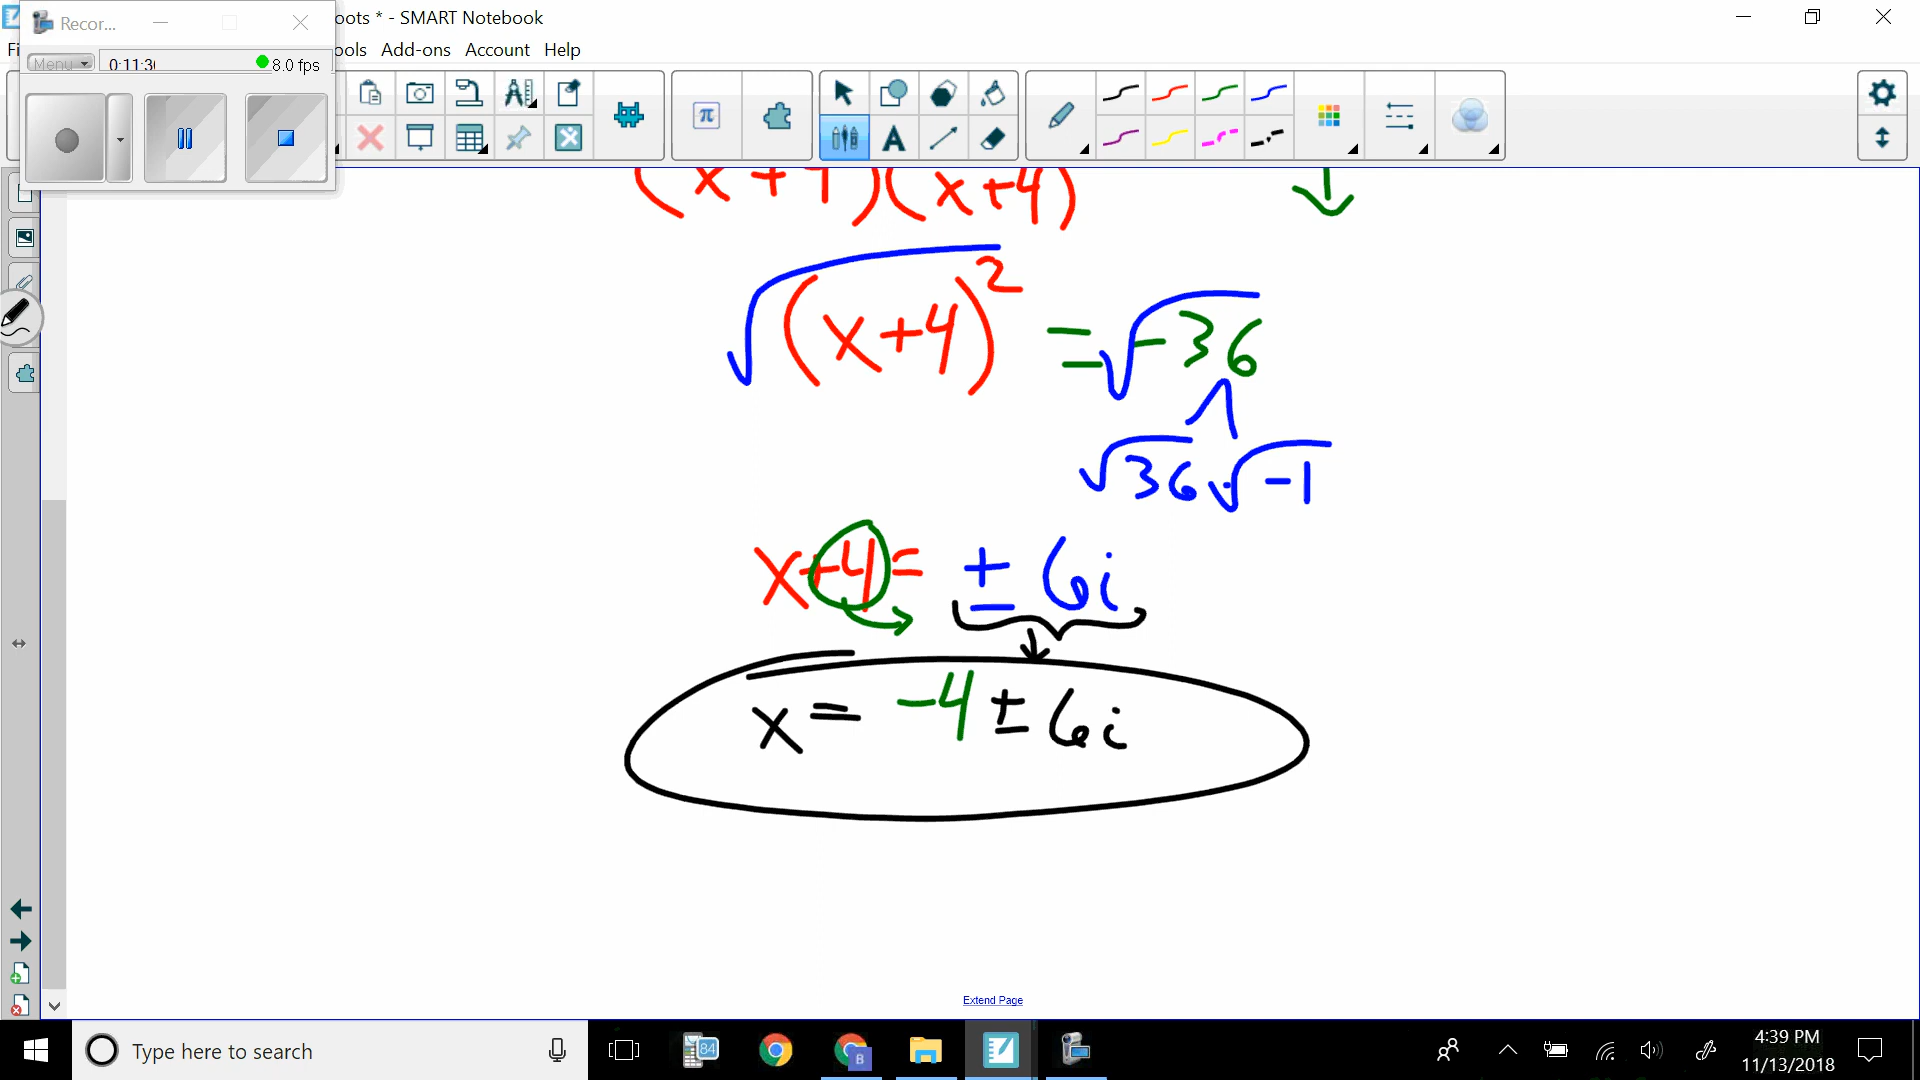 Recor...
oots * - SMART Notebook
Fi
ools Add-ons Account Help
Menu
0:11:30
8.0 fps
π
A
(x+4)(x+4)
√(x+4)² = √-36
√36 √-1
x+4 = ± 6i
x = -4 ± 6i
Extend Page
Type here to search
84
B
4:39 PM
11/13/2018